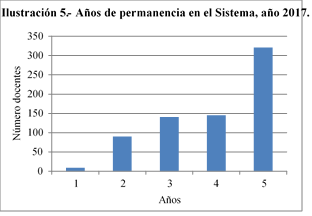 Ilustración 5.- Años de permanencia en el Sistema, año 2017.
350
300
250
200
150
100
50
0
Número docentes
1 2 3 4 5
Años